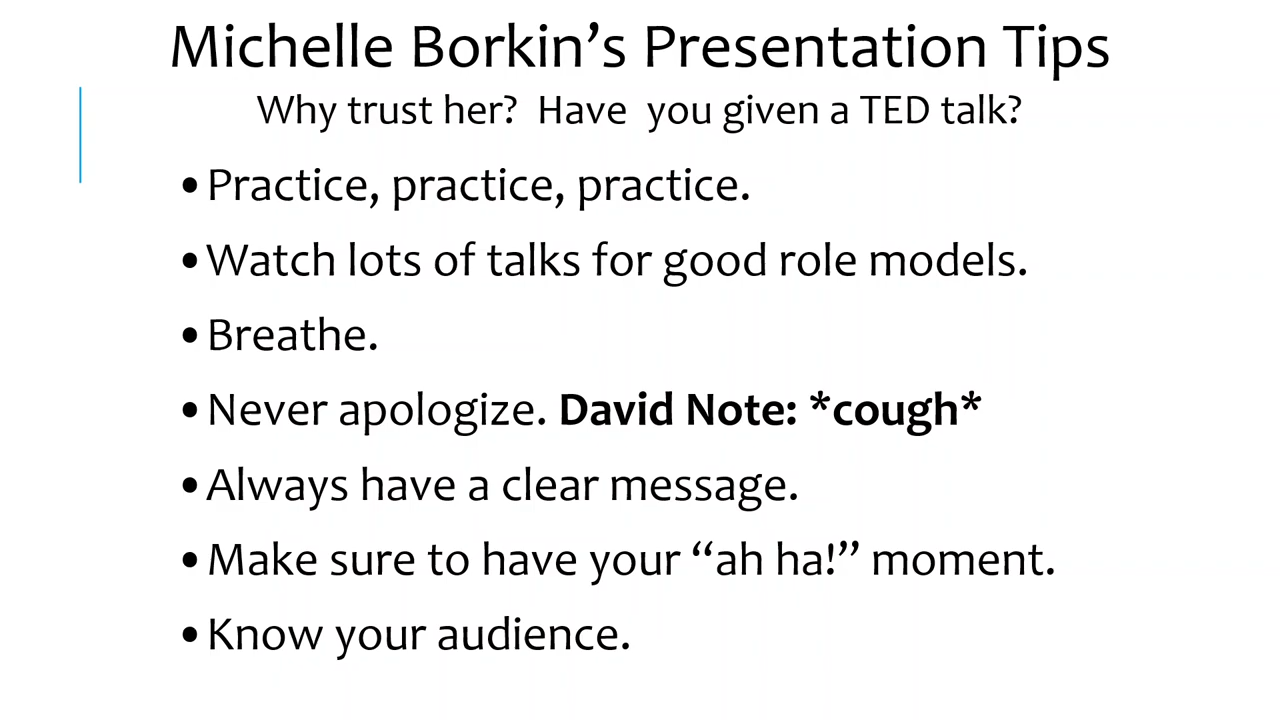 Michelle Borkin’s Presentation Tips
Why trust her?  Have  you given a TED talk?
•Practice, practice, practice.
•Watch lots of talks for good role models.
•Breathe.
•Never apologize. David Note: *cough*
•Always have a clear message.
•Make sure to have your “ah ha!” moment.
•Know your audience.